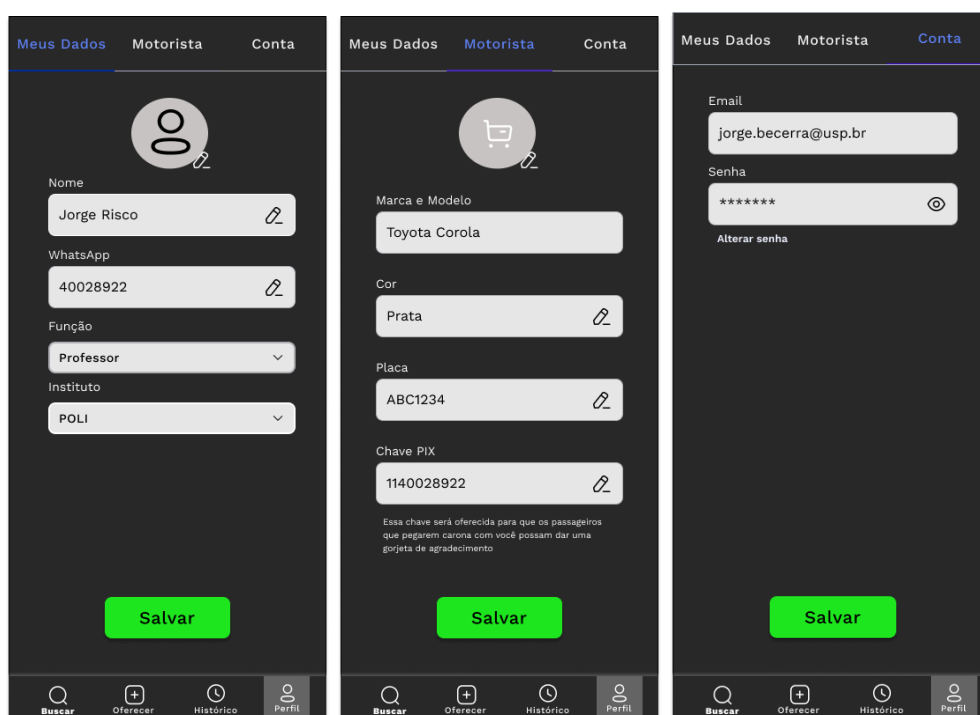 Meus Dados Motorista Conta
Nome
Jorge Risco
WhatsApp
40028922
Função
Professor
Instituto
POLI
Salvar
Buscar Oferecer Histórico Perfil
Meus Dados Motorista Conta
Marca e Modelo
Toyota Corola
Cor
Prata
Placa
ABC1234
Chave PIX
1140028922
Essa chave será oferecida para que os passageiros
que pegarem carona com você possam dar uma
gorjeta de agradecimento
Salvar
Buscar Oferecer Histórico Perfil
Meus Dados Motorista Conta
Email
jorge.becerra@usp.br
Senha
*******
Alterar senha
Salvar
Buscar Oferecer Histórico Perfil